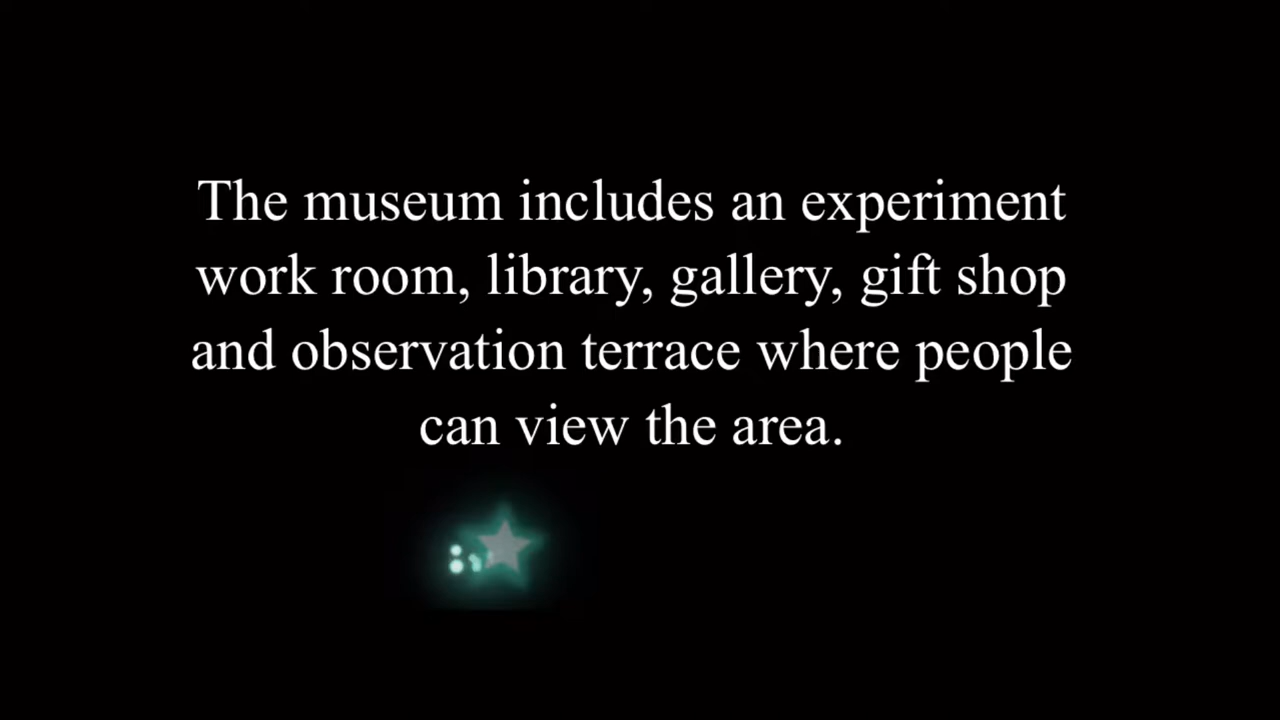 The museum includes an experiment
work room, library, gallery, gift shop
and observation terrace where people
can view the area.